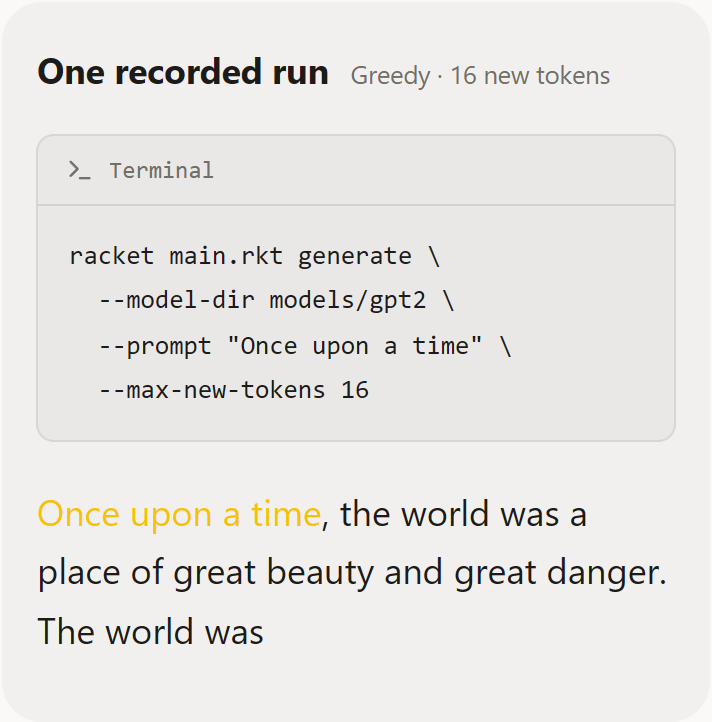 One recorded run Greedy · 16 new tokens
>_ Terminal
racket main.rkt generate \
--model-dir models/gpt2 \
--prompt "Once upon a time" \
--max-new-tokens 16
Once upon a time, the world was a
place of great beauty and great danger.
The world was